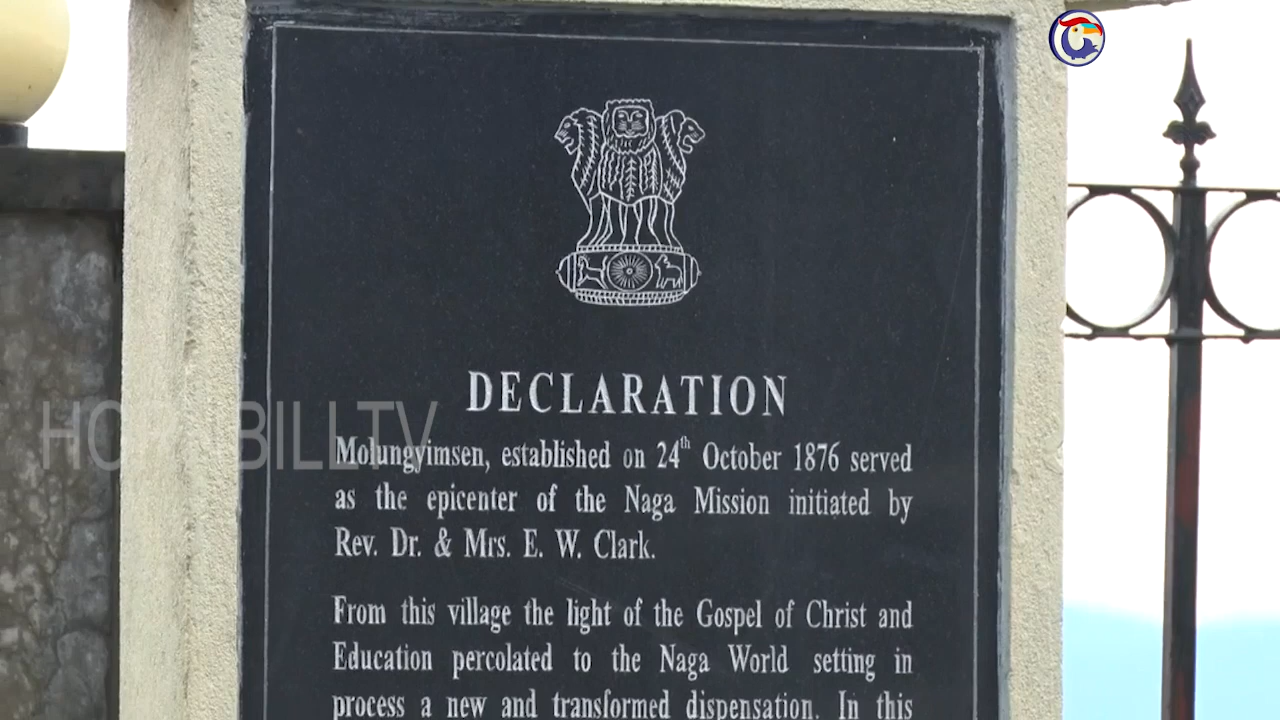 DECLARATION
HORNBILLTV
Molungyimsen, established on 24th October 1876 served
as the epicenter of the Naga Mission initiated by
Rev. Dr. & Mrs. E. W. Clark.
From this village the light of the Gospel of Christ and
Education percolated to the Naga World setting in
process a new and transformed dispensation. In this